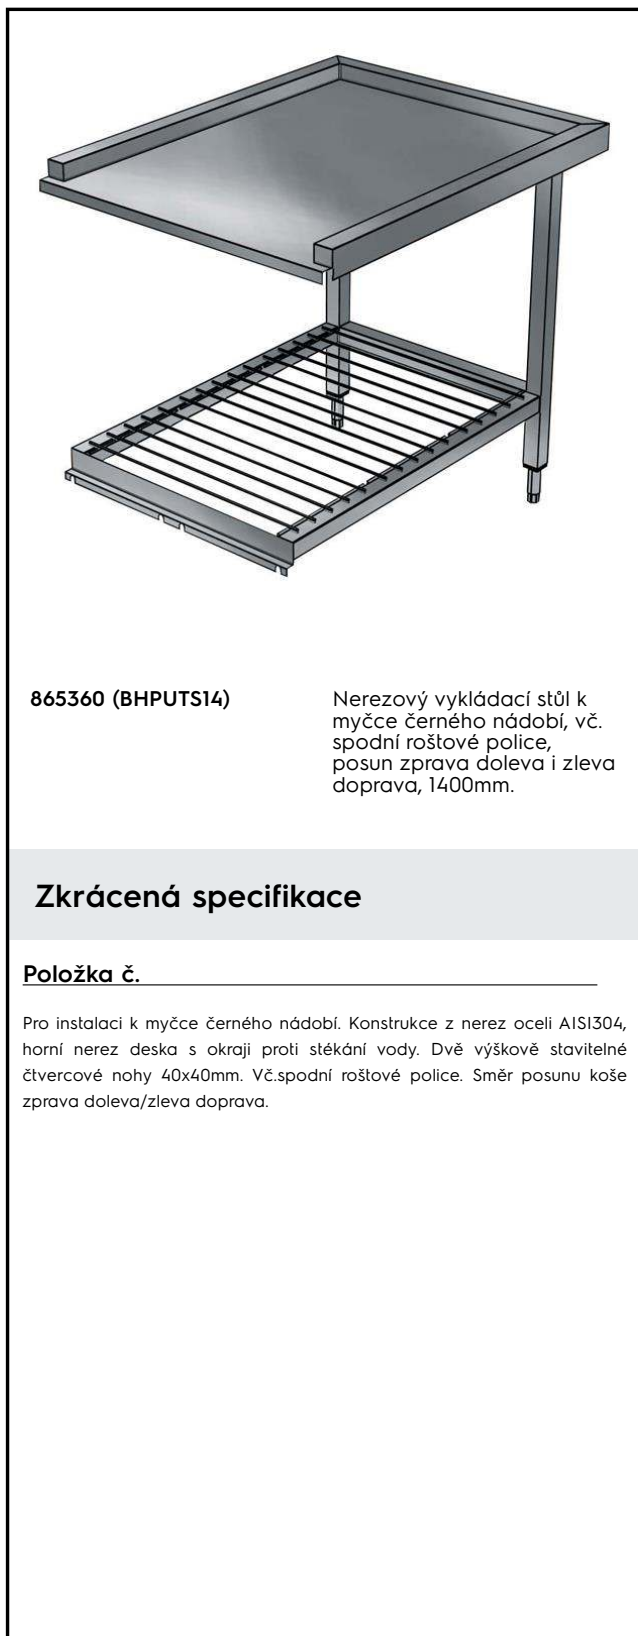 865360 (BHPUTS14)
Nerezový vykládací stůl k
myčce černého nádobí, vč.
spodní roštové police,
posun zprava doleva i zleva
doprava, 1400mm.
Zkrácená specifikace
Položka č.
Pro instalaci k myčce černého nádobí. Konstrukce z nerez oceli AISI304,
horní nerez deska s okraji proti stékání vody. Dvě výškově stavitelné
čtvercové nohy 40x40mm. Vč.spodní roštové police. Směr posunu koše
zprava doleva/zleva doprava.